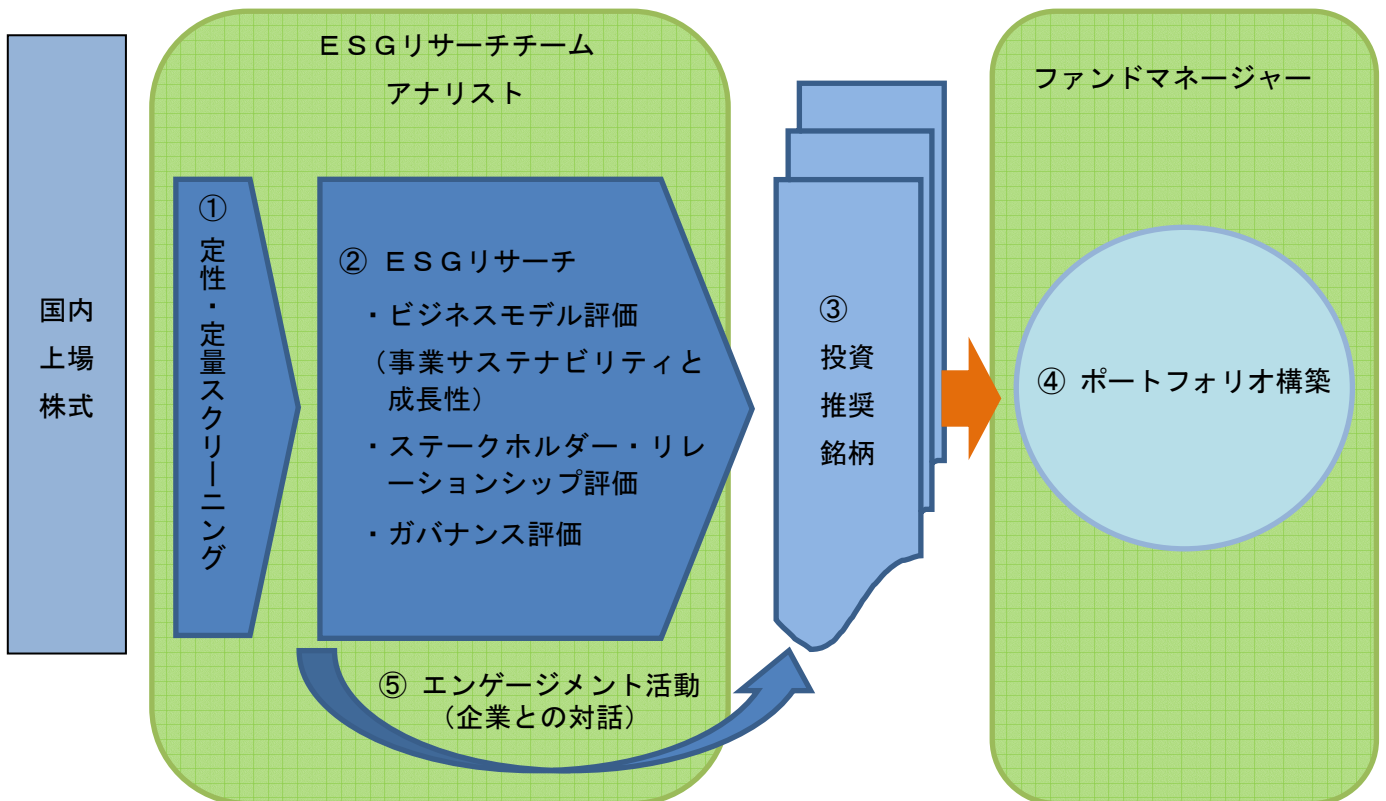 国内
上場
株式
ＥＳＧリサーチチーム
アナリスト
① 定性・定量スクリーニング
② ＥＳＧリサーチ
・ビジネスモデル評価
（事業サステナビリティと
成長性）
・ステークホルダー・リレ
ーションシップ評価
・ガバナンス評価
③
投資
推奨
銘柄
ファンドマネージャー
④ ポートフォリオ構築
⑤ エンゲージメント活動
（企業との対話）